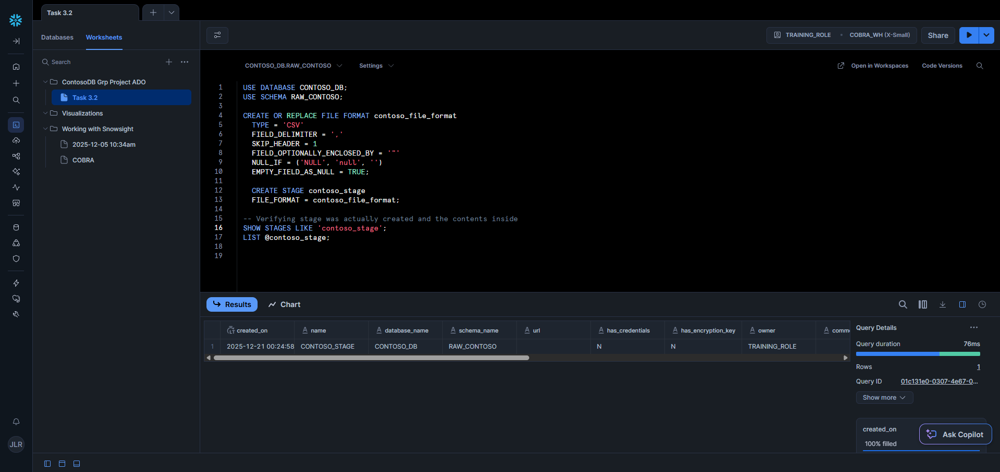 Task 3.2
Databases
Worksheets
TRAINING_ROLE
COBRA_WH (X-Small)
Share
Search
ContosoDB Grp Project ADO
Task 3.2
Visualizations
Working with Snowsight
2025-12-05 10:34am
COBRA
CONTOSO_DB.RAW_CONTOSO
Settings
Open in Workspaces
Code Versions
1 USE DATABASE CONTOSO_DB;
2 USE SCHEMA RAW_CONTOSO;
3
4 CREATE OR REPLACE FILE FORMAT contoso_file_format
5   TYPE = 'CSV'
6   FIELD_DELIMITER = ','
7   SKIP_HEADER = 1
8   FIELD_OPTIONALLY_ENCLOSED_BY = '"'
9   NULL_IF = ('NULL', 'null', '')
10   EMPTY_FIELD_AS_NULL = TRUE;
11
12   CREATE STAGE contoso_stage
13   FILE_FORMAT = contoso_file_format;
14
15 -- Verifying stage was actually created and the contents inside
16 SHOW STAGES LIKE 'contoso_stage';
17 LIST @contoso_stage;
18
19
Results
Chart
created_on name database_name schema_name url has_credentials has_encryption_key owner comm
1 2025-12-21 00:24:58 CONTOSO_STAGE CONTOSO_DB RAW_CONTOSO N N TRAINING_ROLE
Query Details
Query duration 76ms
Rows 1
Query ID 01c131e0-0307-4e67-0...
Show more
created_on
100% filled
Ask Copilot
JLR